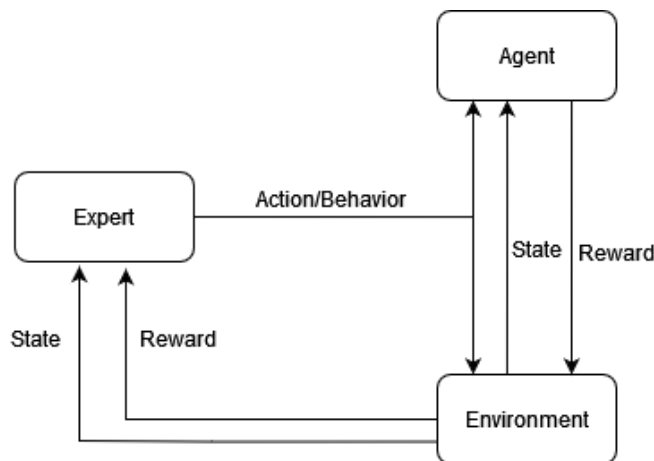 Agent
Expert
Action/Behavior
State
Reward
State
Reward
Environment